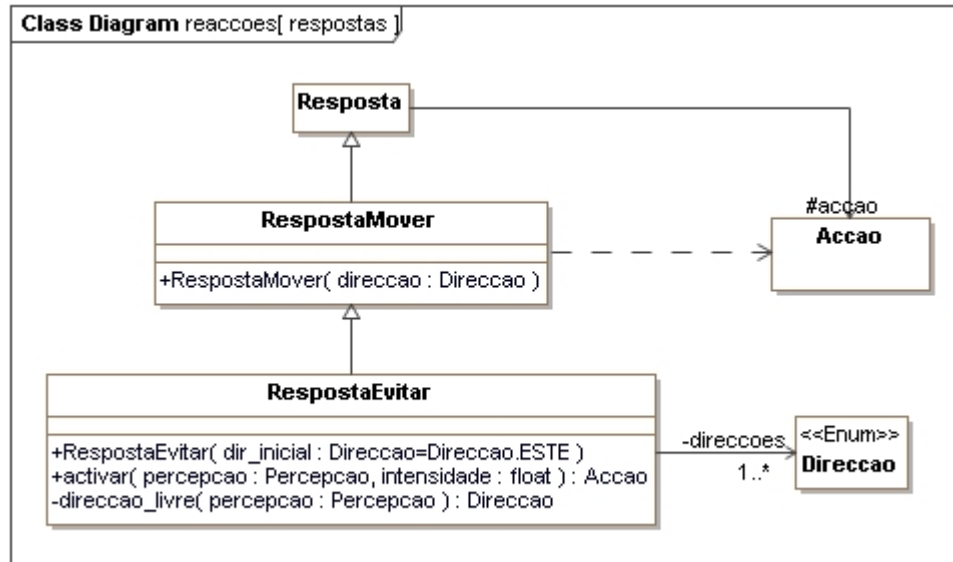 Class Diagram reaccoes[ respostas ]
Resposta
#accao
Accao
RespostaMover
+RespostaMover( direccao : Direccao )
RespostaEvitar
+RespostaEvitar( dir_inicial : Direccao=Direccao.ESTE )
+activar( percepcao : Percepcao, intensidade : float ) : Accao
-direccao_livre( percepcao : Percepcao ) : Direccao
-direccoes
1..*
<<Enum>>
Direccao